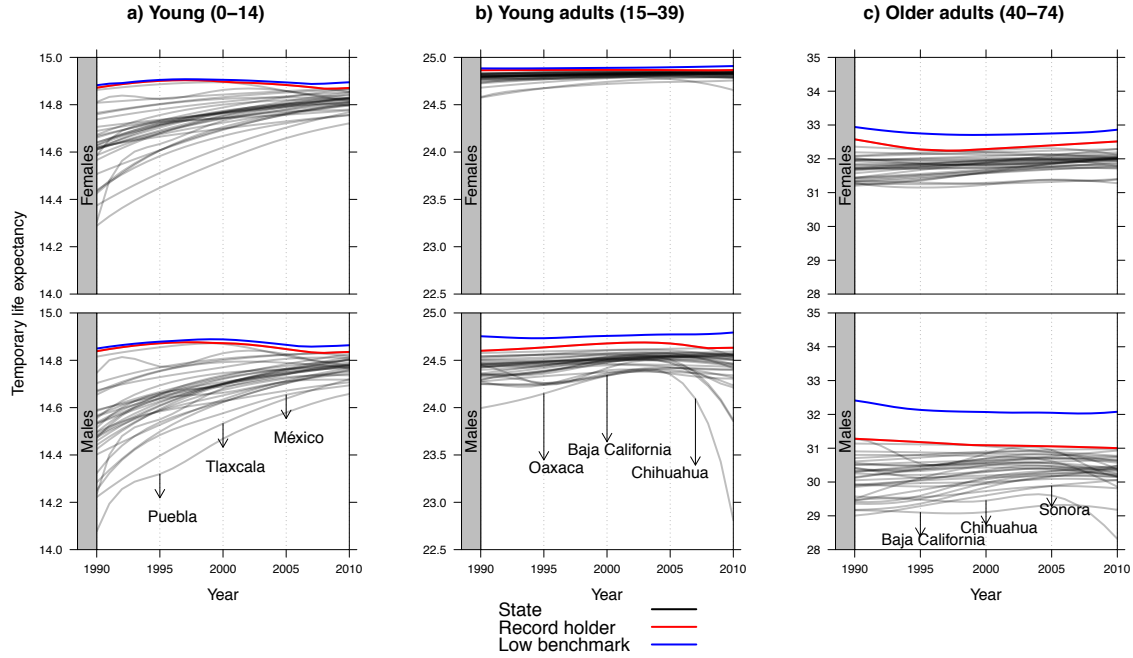 a) Young (0–14)
b) Young adults (15–39)
c) Older adults (40–74)
Temporary life expectancy
Females
15.0
14.8
14.6
14.4
14.2
14.0
Females
25.0
24.5
24.0
23.5
23.0
22.5
Females
35
34
33
32
31
30
29
28
Males
15.0
14.8
14.6
14.4
14.2
14.0
México
Tlaxcala
Puebla
1990 1995 2000 2005 2010
Year
Males
25.0
24.5
24.0
23.5
23.0
22.5
Baja California
Oaxaca
Chihuahua
1990 1995 2000 2005 2010
Year
Males
35
34
33
32
31
30
29
28
Sonora
Chihuahua
Baja California
1990 1995 2000 2005 2010
Year
State
Record holder
Low benchmark